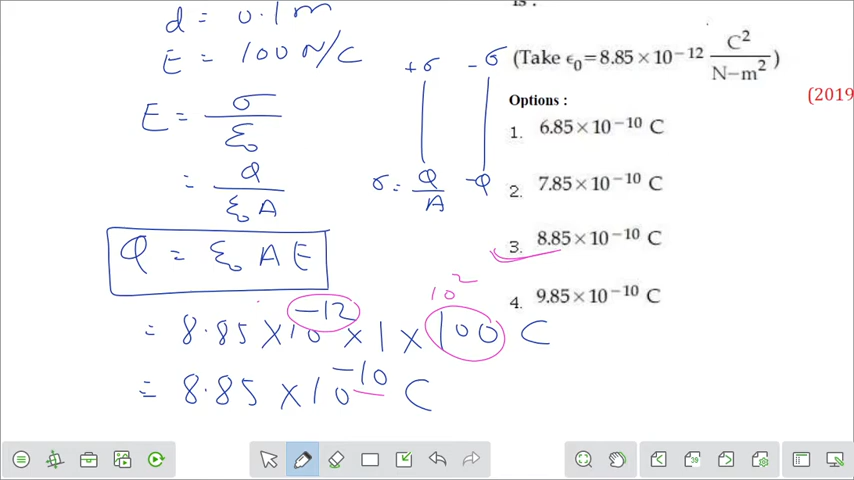 is :
d = 0.1m
E = 100 N/C
+σ -σ
(Take ϵ₀=8.85×10⁻¹² C²/N−m²)
(2019
Options :
E = σ/ε₀
1. 6.85×10⁻¹⁰ C
= Q/ε₀A
σ = Q/A -Q
2. 7.85×10⁻¹⁰ C
Q = ε₀ A E
3. 8.85×10⁻¹⁰ C
10²
4. 9.85×10⁻¹⁰ C
= 8.85 × 10⁻¹² × 1 × 100 C
= 8.85 × 10⁻¹⁰ C
39